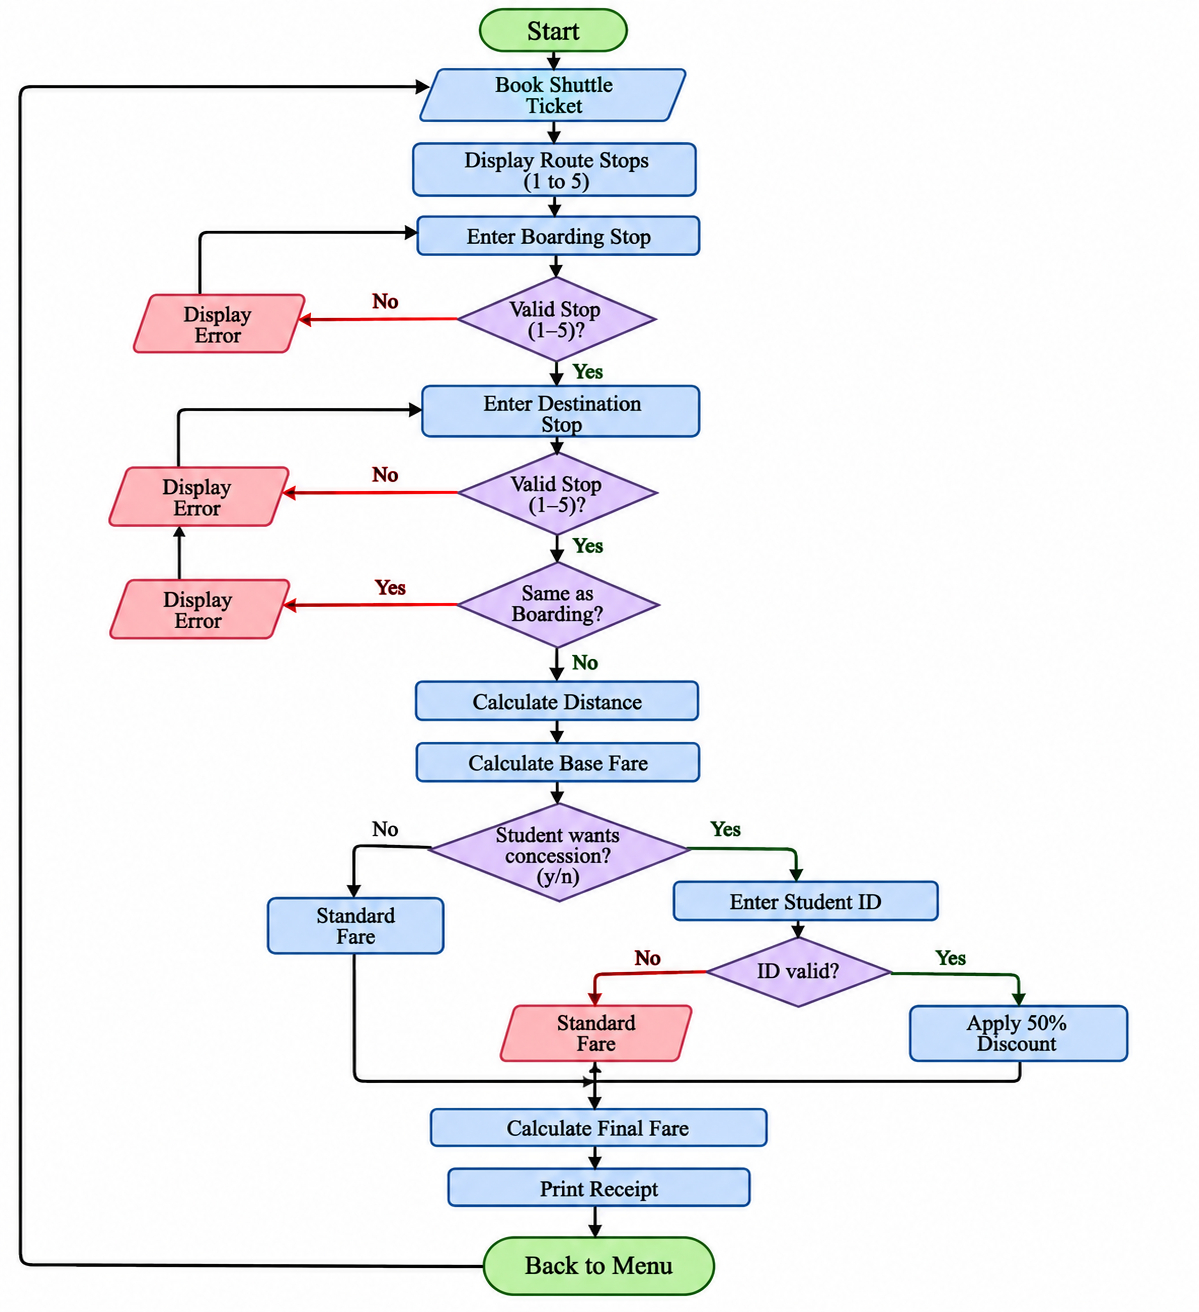 Start
Book Shuttle
Ticket
Display Route Stops
(1 to 5)
Enter Boarding Stop
No
Valid Stop
(1–5)?
Display
Error
Yes
Enter Destination
Stop
No
Valid Stop
(1–5)?
Display
Error
Yes
Yes
Same as
Boarding?
Display
Error
No
Calculate Distance
Calculate Base Fare
No
Student wants
concession?
(y/n)
Yes
Standard
Fare
Enter Student ID
No
ID valid?
Yes
Standard
Fare
Apply 50%
Discount
Calculate Final Fare
Print Receipt
Back to Menu